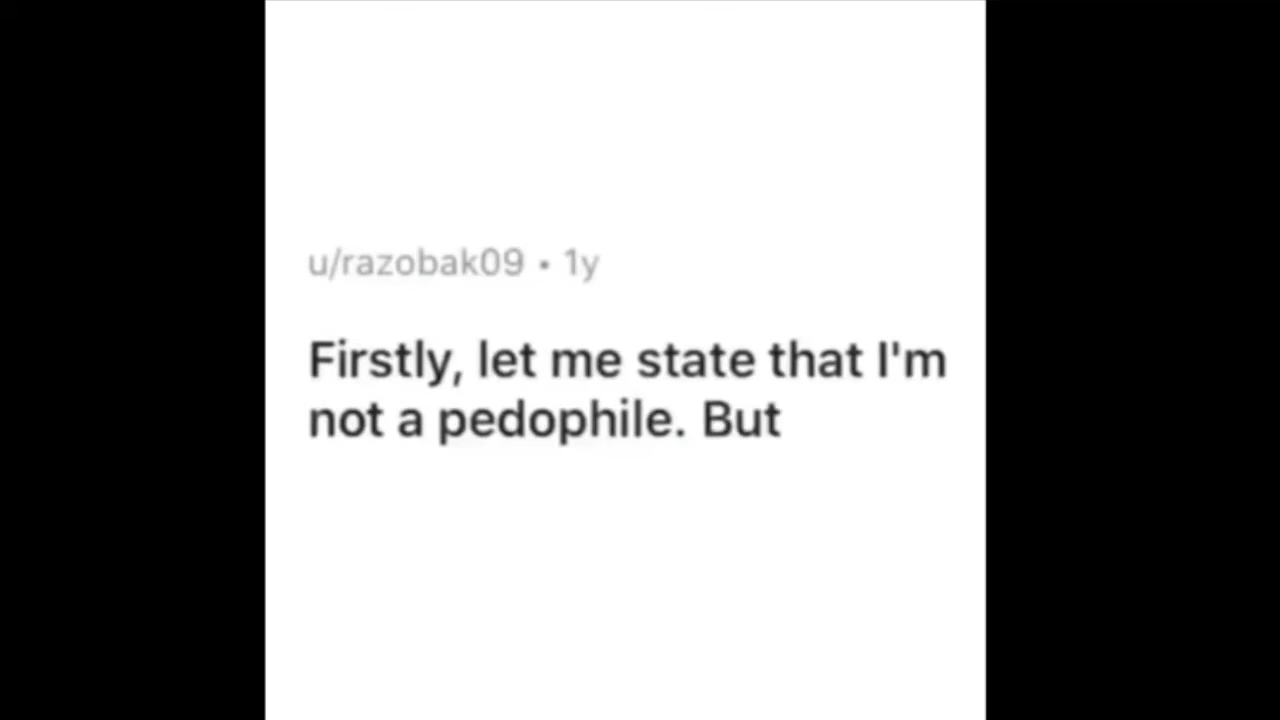 u/razobak09 • 1y
Firstly, let me state that I'm
not a pedophile. But